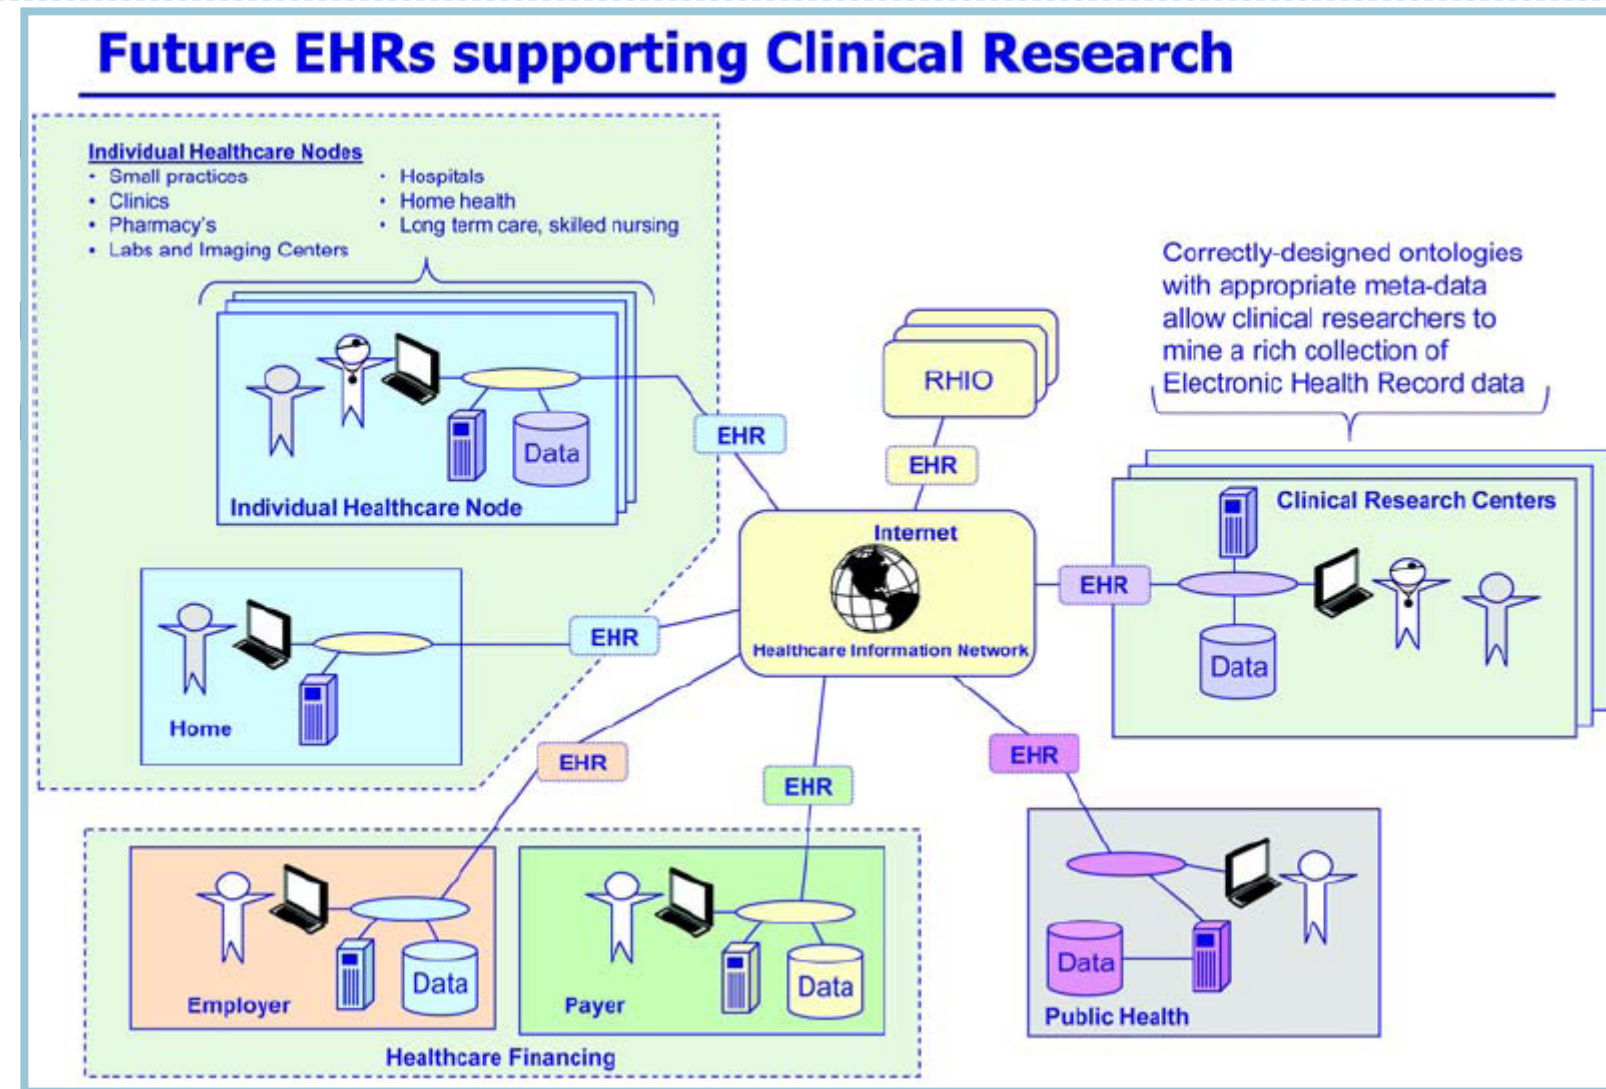 Future EHRs supporting Clinical Research
Individual Healthcare Nodes
• Small practices
• Clinics
• Pharmacy's
• Labs and Imaging Centers
• Hospitals
• Home health
• Long term care, skilled nursing
Data
Individual Healthcare Node
EHR
RHIO
EHR
Correctly-designed ontologies
with appropriate meta-data
allow clinical researchers to
mine a rich collection of
Electronic Health Record data
Internet
Healthcare Information Network
EHR
Clinical Research Centers
Data
Home
EHR
EHR
EHR
EHR
Data
Employer
Data
Payer
Healthcare Financing
Data
Public Health